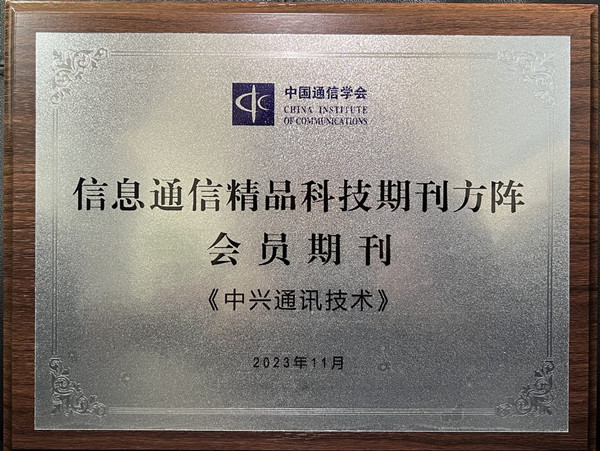 中国通信学会
CHINA INSTITUTE
OF COMMUNICATIONS
信息通信精品科技期刊方阵
会员期刊
《中兴通讯技术》
2023年11月